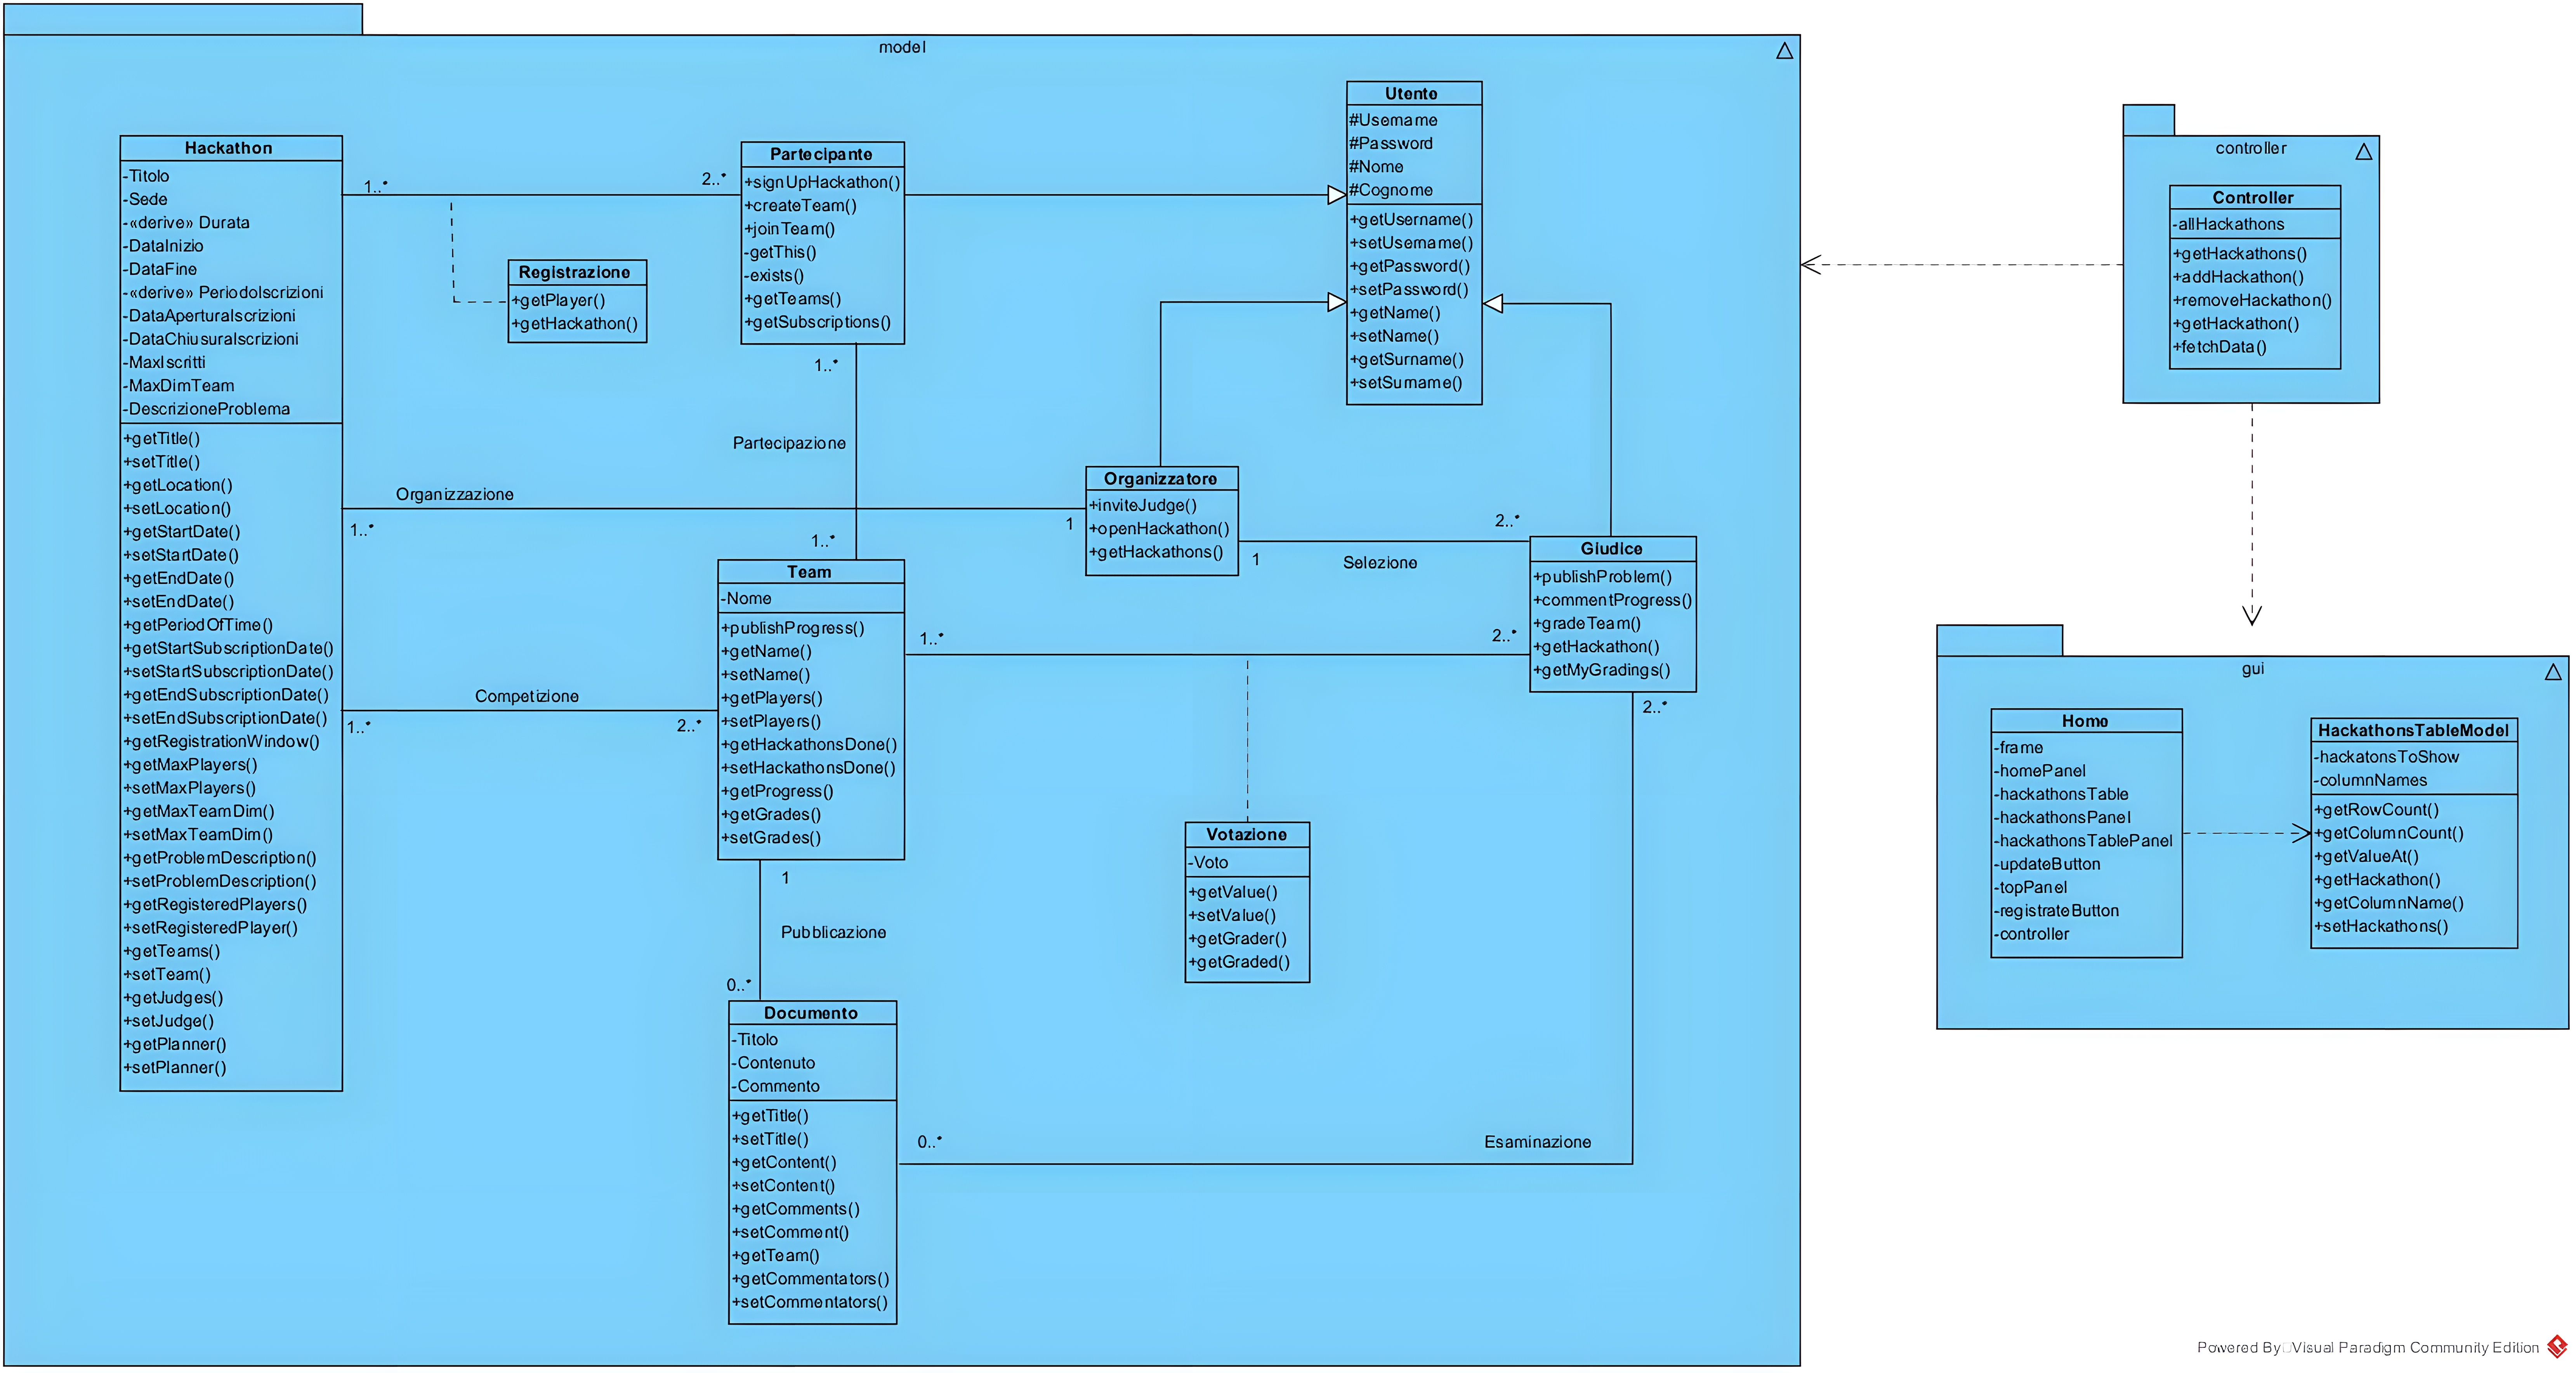 model
Hackathon
-Titolo
-Sede
-«derive» Durata
-DataInizio
-DataFine
-«derive» PeriodoIscrizioni
-DataAperturaIscrizioni
-DataChiusuraIscrizioni
-MaxIscritti
-MaxDimTeam
-DescrizioneProblema
+getTitle()
+setTitle()
+getLocation()
+setLocation()
+getStartDate()
+setStartDate()
+getEndDate()
+setEndDate()
+getPeriodOfTime()
+getStartSubscriptionDate()
+setStartSubscriptionDate()
+getEndSubscriptionDate()
+setEndSubscriptionDate()
+getRegistrationWindow()
+getMaxPlayers()
+setMaxPlayers()
+getMaxTeamDim()
+setMaxTeamDim()
+getProblemDescription()
+setProblemDescription()
+getRegisteredPlayers()
+setRegisteredPlayer()
+getTeams()
+setTeam()
+getJudges()
+setJudge()
+getPlanner()
+setPlanner()
1..*
2..*
Registrazione
+getPlayer()
+getHackathon()
Partecipante
+signUpHackathon()
+createTeam()
+joinTeam()
-getThis()
-exists()
+getTeams()
+getSubscriptions()
1..*
Partecipazione
1..*
Utente
#Username
#Password
#Nome
#Cognome
+getUsername()
+setUsername()
+getPassword()
+setPassword()
+getName()
+setName()
+getSurname()
+setSurname()
Organizzazione
1..*
1
Organizzatore
+inviteJudge()
+openHackathon()
+getHackathons()
1
2..*
Selezione
Giudice
+publishProblem()
+commentProgress()
+gradeTeam()
+getHackathon()
+getMyGradings()
2..*
Team
-Nome
+publishProgress()
+getName()
+setName()
+getPlayers()
+setPlayers()
+getHackathonsDone()
+setHackathonsDone()
+getProgress()
+getGrades()
+setGrades()
1..*
2..*
Competizione
1..*
2..*
Votazione
-Voto
+getValue()
+setValue()
+getGrader()
+getGraded()
1
Pubblicazione
0..*
Documento
-Titolo
-Contenuto
-Commento
+getTitle()
+setTitle()
+getContent()
+setContent()
+getComments()
+setComment()
+getTeam()
+getCommentators()
+setCommentators()
0..*
Esaminazione
controller
Controller
-allHackathons
+getHackathons()
+addHackathon()
+removeHackathon()
+getHackathon()
+fetchData()
gui
Home
-frame
-homePanel
-hackathonsTable
-hackathonsPanel
-hackathonsTablePanel
-updateButton
-topPanel
-registrateButton
-controller
HackathonsTableModel
-hackatonsToShow
-columnNames
+getRowCount()
+getColumnCount()
+getValueAt()
+getHackathon()
+getColumnName()
+setHackathons()
Powered By Visual Paradigm Community Edition